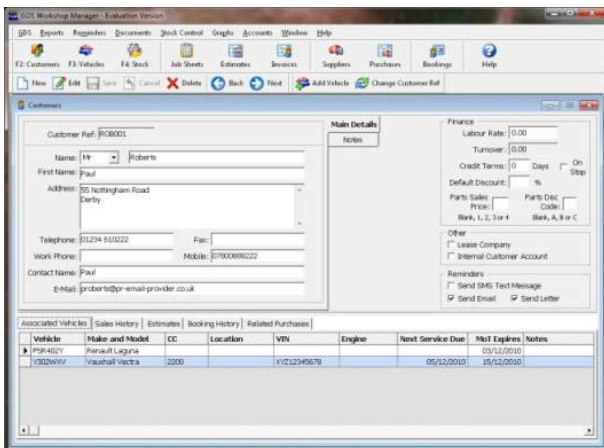 GDS Workshop Manager - Evaluation Version
GDS Reports Reminders Documents Stock Control Graphs Accounts Window Help
F2: Customers F3: Vehicles F4: Stock Job Sheets Estimates Invoices Suppliers Purchases Bookings Help
New Edit Save Cancel Delete Back Next Add Vehicle Change Customer Ref
Customers
Customer Ref: ROB001
Name: Mr Roberts
First Name: Paul
Address: 55 Nottingham Road
Derby
Telephone: 01234 610222 Fax:
Work Phone: Mobile: 07800888222
Contact Name: Paul
E-Mail: proberts@pr-email-provider.co.uk
Main Details
Notes
Finance
Labour Rate: 0.00
Turnover: 0.00
Credit Terms: 0 Days On Stop
Default Discount: %
Parts Sales Price: Parts Disc Code:
Blank, 1, 2, 3 or 4 Blank, A, B or C
Other
Lease Company
Internal Customer Account
Reminders
Send SMS Text Message
Send Email Send Letter
Associated Vehicles Sales History Estimates Booking History Related Purchases
Vehicle Make and Model CC Location VIN Engine Next Service Due MoT Expires Notes
PSR402Y Renault Laguna 03/12/2010
Y302WXV Vauxhall Vectra 2200 XYZ12345678 05/12/2010 15/12/2010